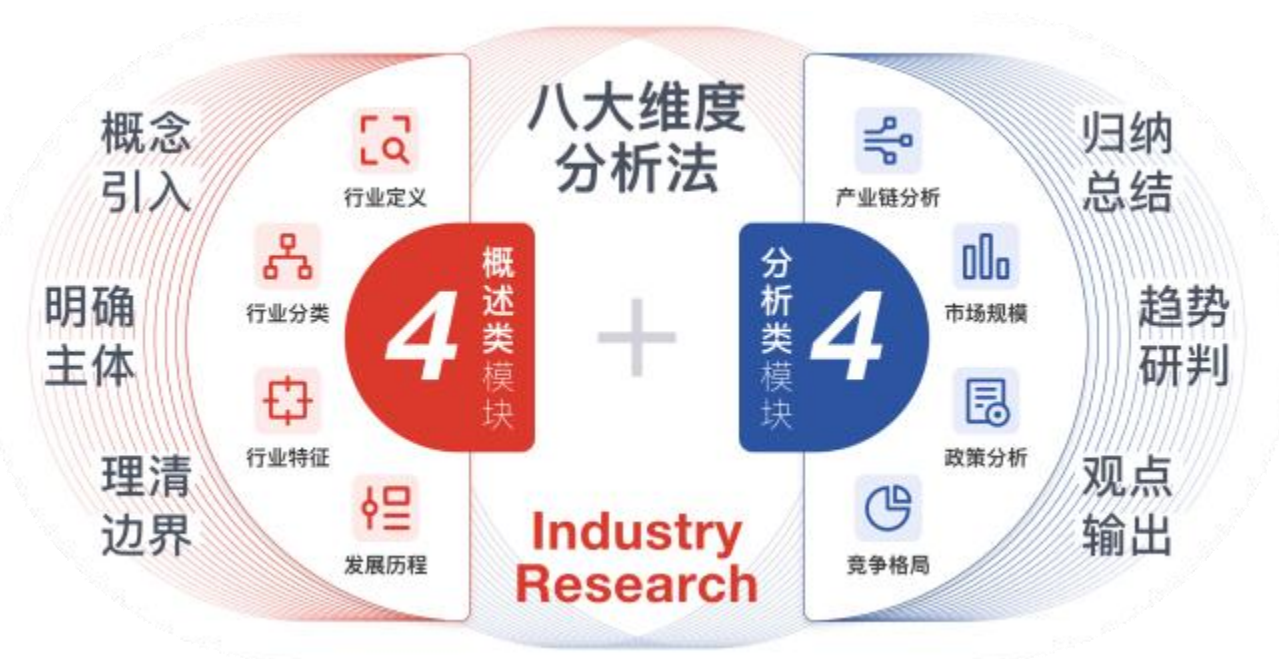 八大维度
分析法
概念
引入
明确
主体
理清
边界
行业定义
行业分类
行业特征
发展历程
4
概述类模块
分析类模块
4
产业链分析
市场规模
政策分析
竞争格局
归纳
总结
趋势
研判
观点
输出
Industry
Research